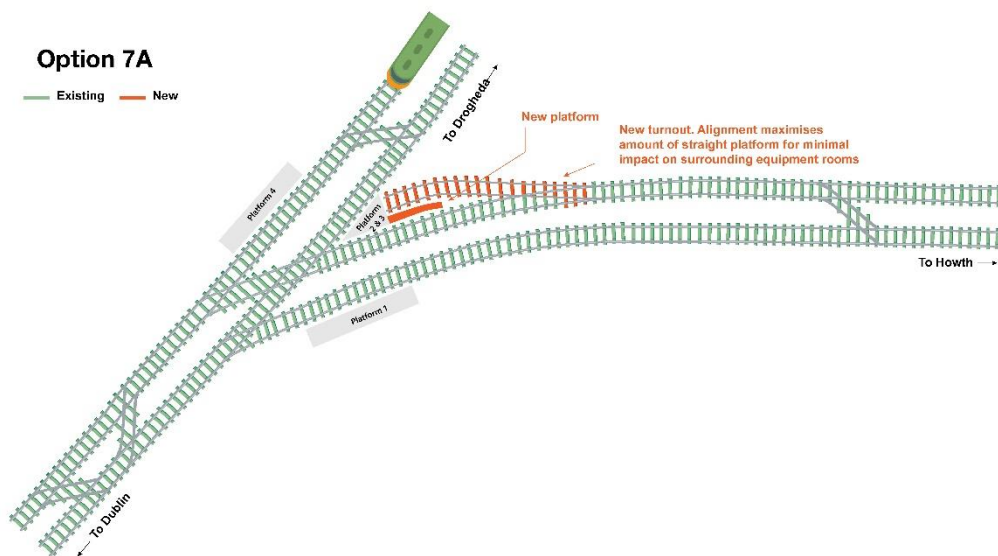 Option 7A
Existing
New
To Drogheda
New platform
New turnout. Alignment maximises
amount of straight platform for minimal
impact on surrounding equipment rooms
Platform 4
Platform
2 & 3
Platform 1
To Howth
To Dublin